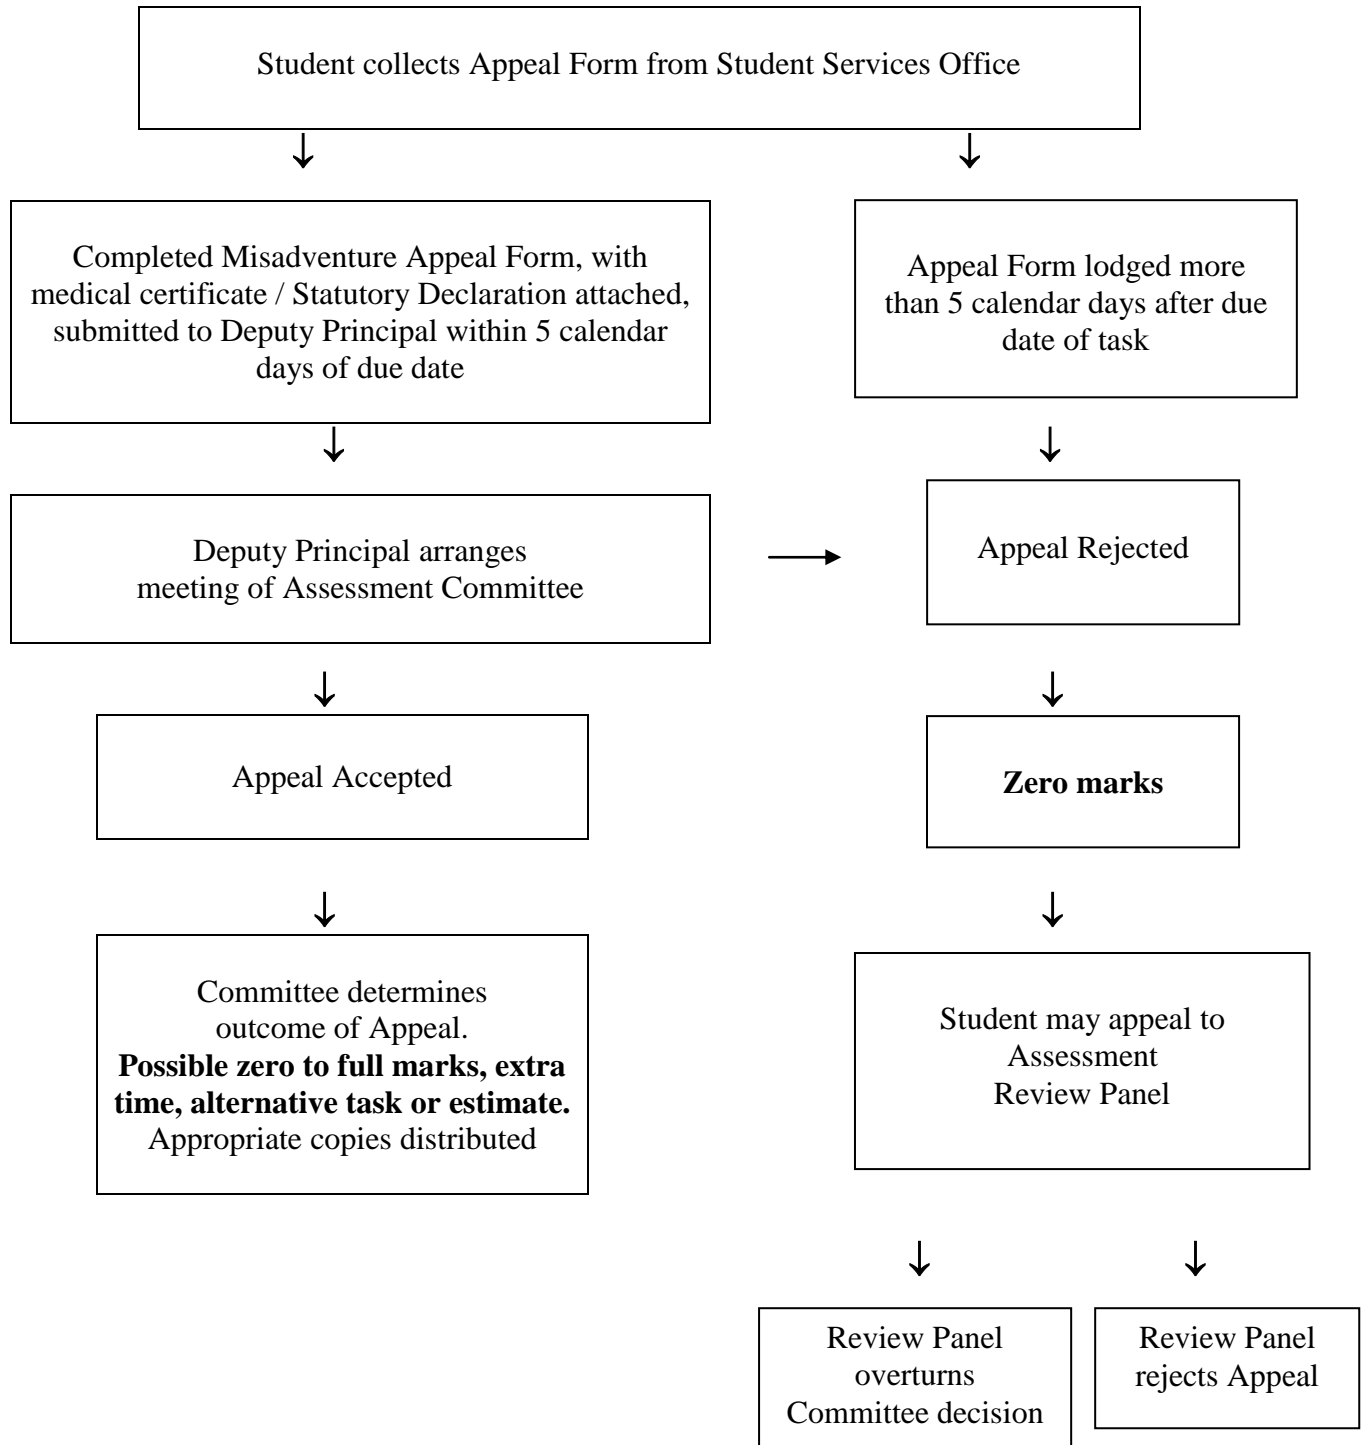 Student collects Appeal Form from Student Services Office
Completed Misadventure Appeal Form, with
medical certificate / Statutory Declaration attached,
submitted to Deputy Principal within 5 calendar
days of due date
Appeal Form lodged more
than 5 calendar days after due
date of task
Deputy Principal arranges
meeting of Assessment Committee
Appeal Rejected
Appeal Accepted
Zero marks
Committee determines
outcome of Appeal.
Possible zero to full marks, extra
time, alternative task or estimate.
Appropriate copies distributed
Student may appeal to
Assessment
Review Panel
Review Panel
overturns
Committee decision
Review Panel
rejects Appeal